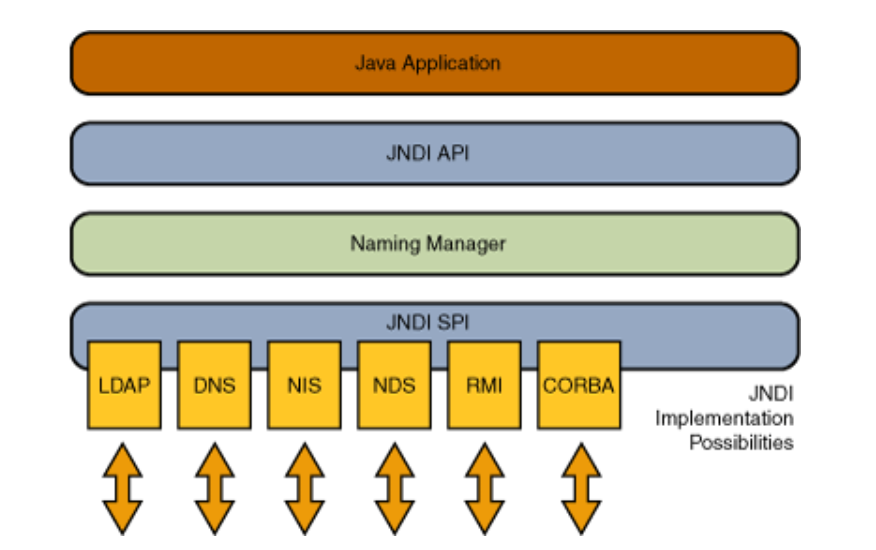 Java Application
JNDI API
Naming Manager
JNDI SPI
LDAP DNS NIS NDS RMI CORBA
JNDI
Implementation
Possibilities